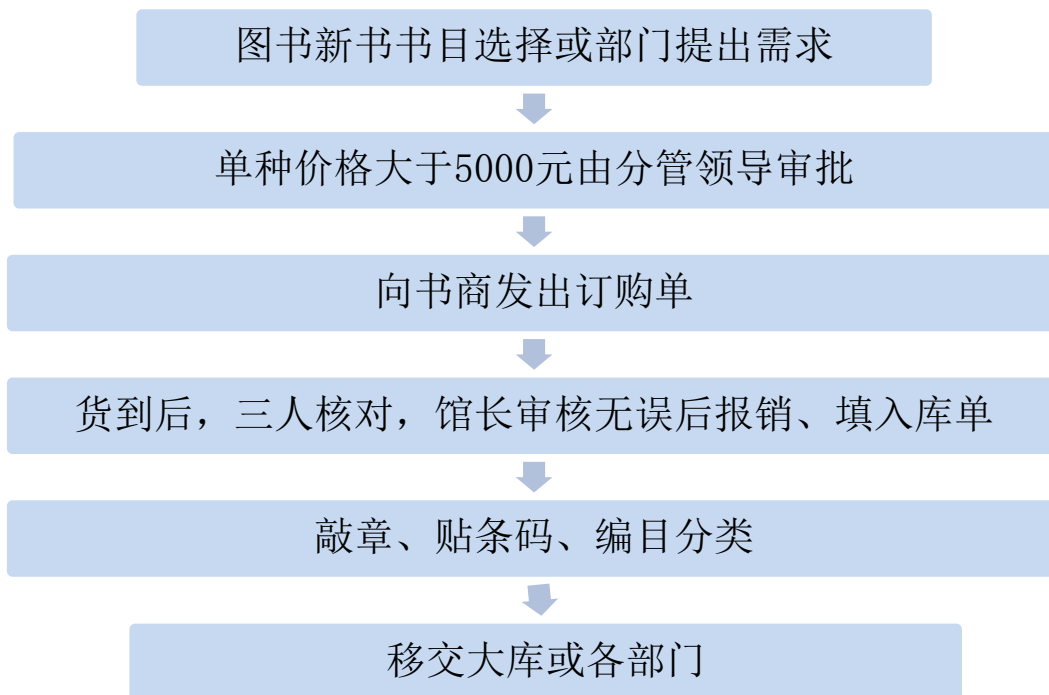 图书新书书目选择或部门提出需求
单种价格大于5000元由分管领导审批
向书商发出订购单
货到后，三人核对，馆长审核无误后报销、填入库单
敲章、贴条码、编目分类
移交大库或各部门